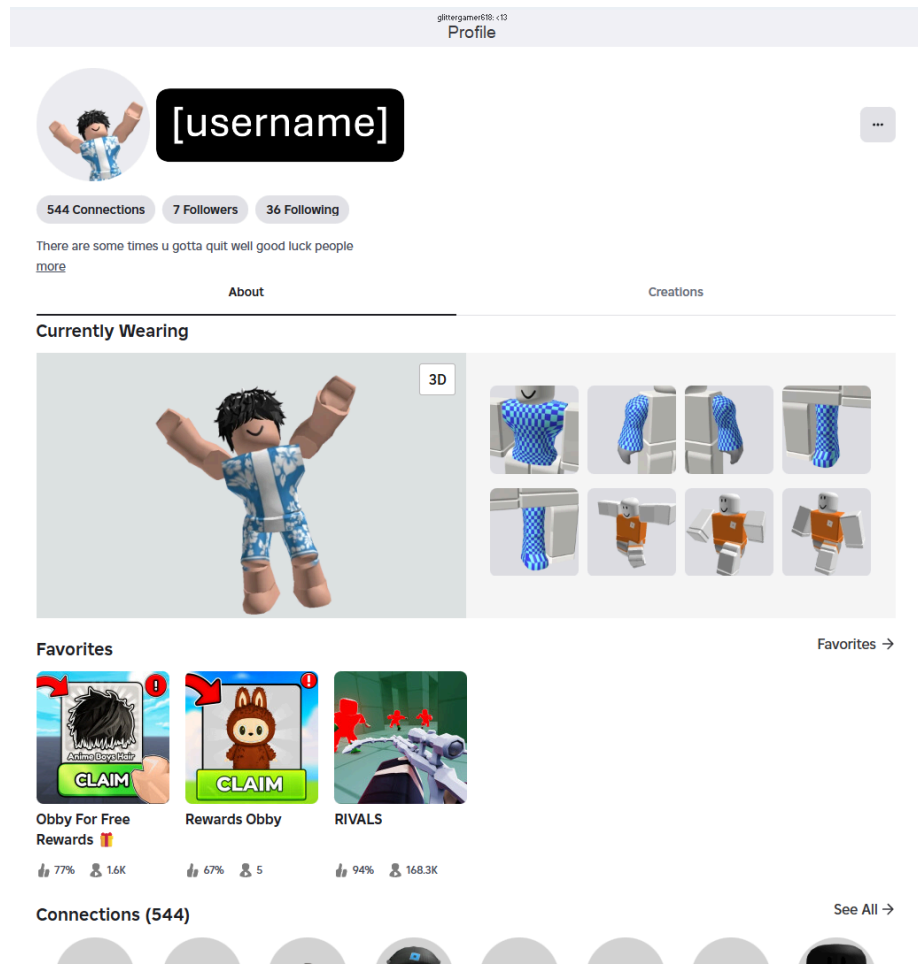 glittergamer618: <13
Profile
[username]
544 Connections
7 Followers
36 Following
There are some times u gotta quit well good luck people
more
About
Creations
Currently Wearing
3D
Favorites
Favorites →
Anime Boys Hair
CLAIM
CLAIM
Obby For Free
Rewards 🎁
Rewards Obby
RIVALS
77%
1.6K
67%
5
94%
168.3K
Connections (544)
See All →